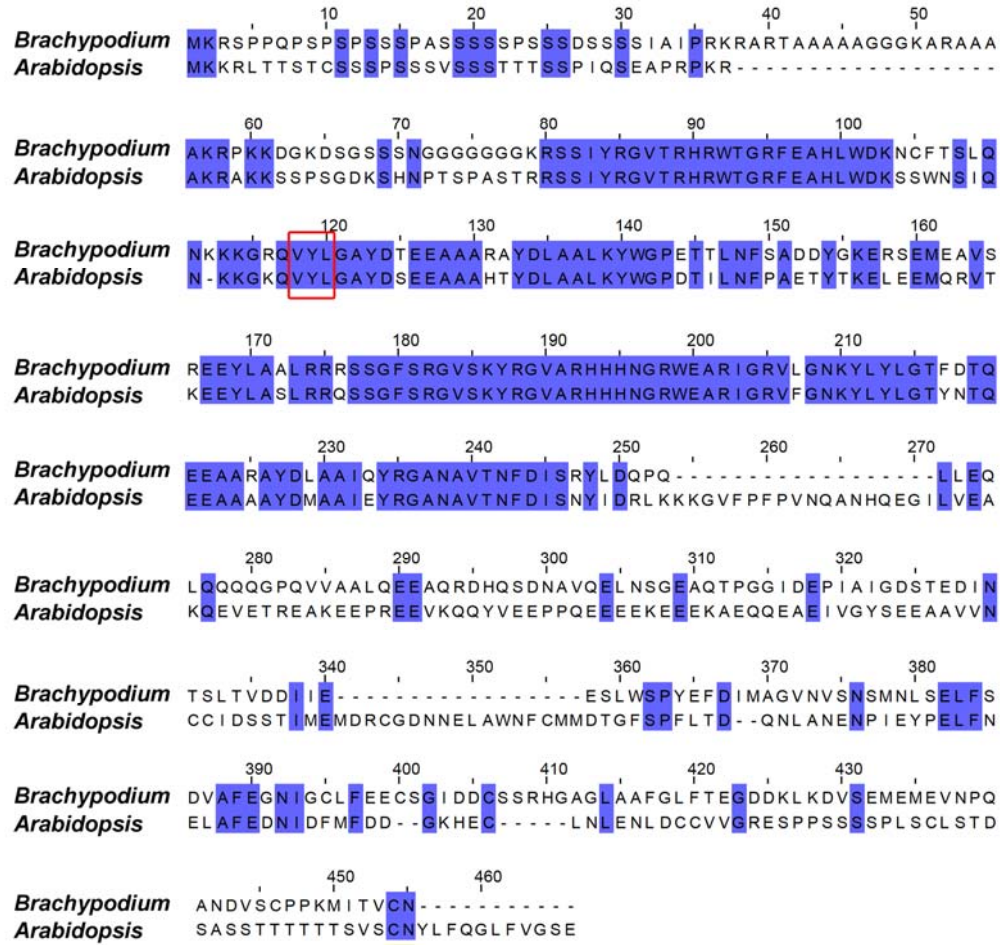 10 20 30 40 50
Brachypodium MKRSPPQPSPSPSSSPASSSSSPSSSDSSSSIAIPRKRARTAAAAAGGGKARAAA
Arabidopsis MKKRLTTSTCSSSPSSSVSSSTTTSSPIQSEAPRPKR------------------
60 70 80 90 100
Brachypodium AKRPKKDGKDSGSSSNGGGGGGGKRSSIYRGVTRHRWTGRFEAHLWDKNCFTSLQ
Arabidopsis AKRAKKSSPSGDKSHNPTSPASTRRSSIYRGVTRHRWTGRFEAHLWDKSSWNSIQ
120 130 140 150 160
Brachypodium NKKKGRQVYLGAYDTEEAAARAYDLAALKYWGPETTLNFSADDYGKERSEMEAVS
Arabidopsis N-KKGKQVYLGAYDSEEAAAHTYDLAALKYWGPDTILNFPAETYTKELEEMQRVT
170 180 190 200 210
Brachypodium REEYLAALRRRSSGFSRGVSKYRGVARHHHNGRWEARIGRVLGNKYLYLGTFDTQ
Arabidopsis KEEYLASLRRQSSGFSRGVSKYRGVARHHHNGRWEARIGRVFGNKYLYLGTYNTQ
230 240 250 260 270
Brachypodium EEAARAYDLAAIQYRGANAVTNFDISRYLDQPQ------------------LLEQ
Arabidopsis EEAAAAYDMAAIEYRGANAVTNFDISNYIDRLKKKGVFPFPVNQANHQEGILVEA
280 290 300 310 320
Brachypodium LQQQQGPQVVAALQEEAQRDHQSDNAVQELNSGEAQTPGGIDEPIAIGDSTEDIN
Arabidopsis KQEVETREAKEEPREEVKQQYVEEPPQEEEEKEEEKAEQQEAEIVGYSEEAAVVN
340 350 360 370 380
Brachypodium TSLTVDDIIE-----------------ESLWSPYEFDIMAGVNVSNSMNLSELFS
Arabidopsis CCIDSSTIMEMDRCGDNNELAWNFCMMDTGFSPFLTD--QNLANENPIEYPELFN
390 400 410 420 430
Brachypodium DVAFEGNIGCLFEECSGIDDCSSRHGAGLAAFGLFTEGDDKLKDVSEMEMEVNPQ
Arabidopsis ELAFEDNIDFMFDD--GKHEC-----LNLENLDCCVVGRESPPSSSSPLSCLSTD
450 460
Brachypodium ANDVSCPPKMITVCN-----------
Arabidopsis SASSTTTTTTSVSCNYLFQGLFVGSE